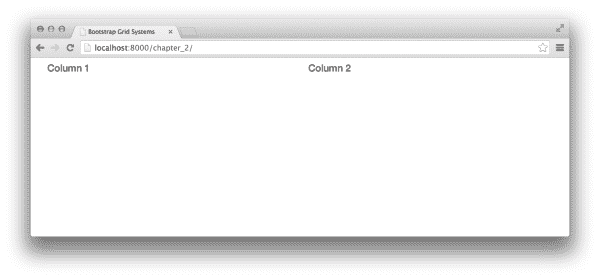 Bootstrap Grid Systems
localhost:8000/chapter_2/
Column 1 Column 2